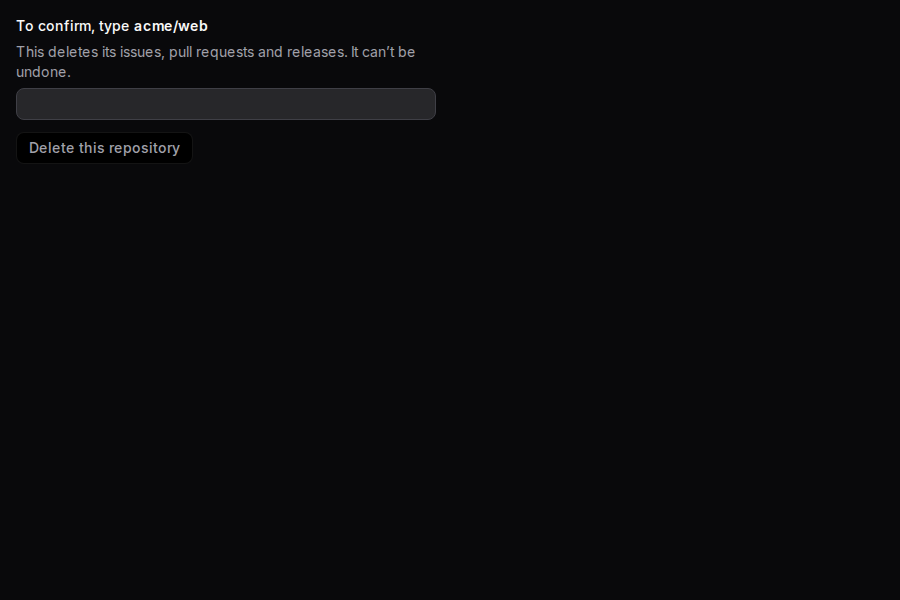 To confirm, type acme/web
This deletes its issues, pull requests and releases. It can’t be
undone.
Delete this repository